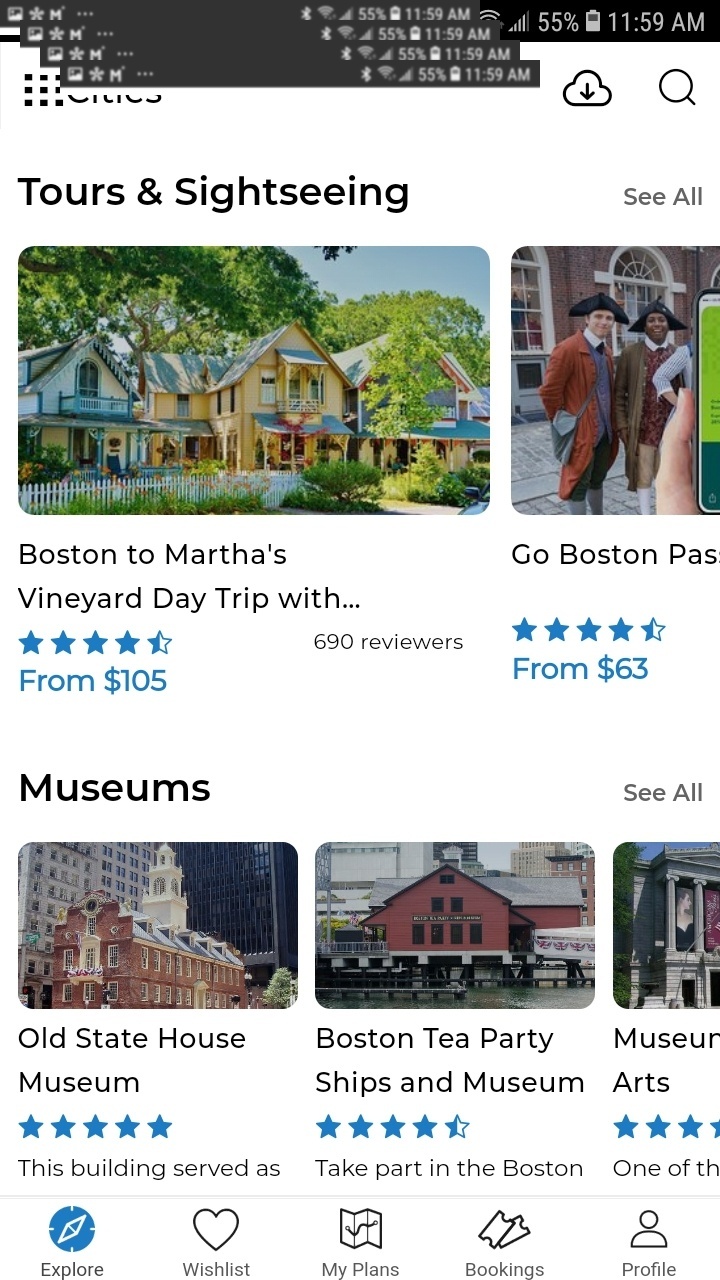 55% 11:59 AM
55% 11:59 AM
55% 11:59 AM
55% 11:59 AM
55% 11:59 AM
Cities
Tours & Sightseeing
See All
Boston to Martha's
Vineyard Day Trip with...
690 reviewers
From $105
Go Boston Pas
From $63
Museums
See All
Old State House
Museum
This building served as
Boston Tea Party
Ships and Museum
Take part in the Boston
Museu
Arts
One of th
Explore
Wishlist
My Plans
Bookings
Profile